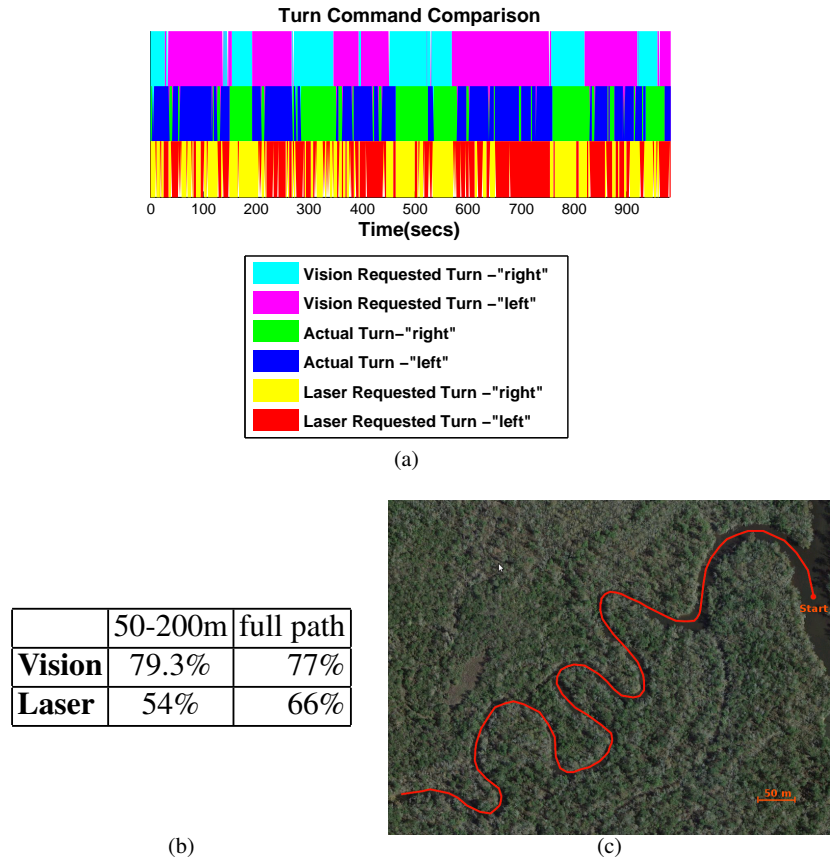 Turn Command Comparison
0 100 200 300 400 500 600 700 800 900
Time(secs)
Vision Requested Turn -"right"
Vision Requested Turn -"left"
Actual Turn-"right"
Actual Turn -"left"
Laser Requested Turn -"right"
Laser Requested Turn -"left"
(a)
50-200m full path
Vision 79.3% 77%
Laser 54% 66%
(b)
Start
50 m
(c)